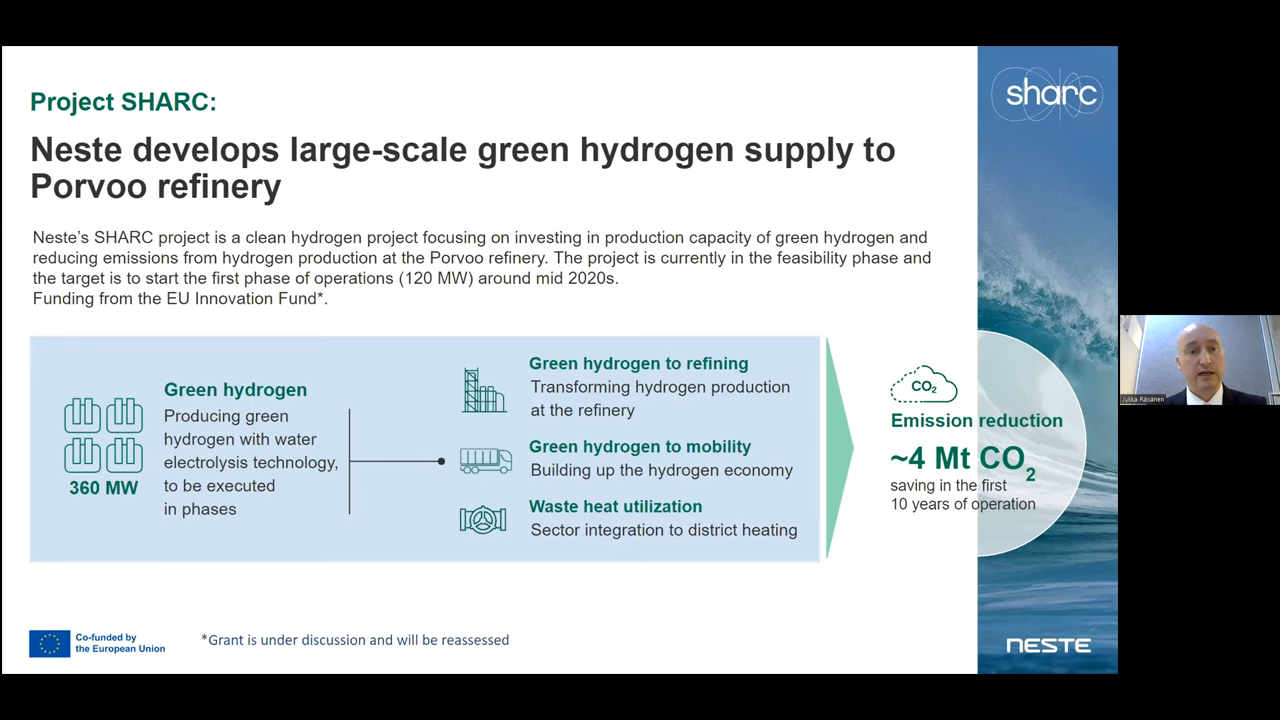 Project SHARC:
Neste develops large-scale green hydrogen supply to
Porvoo refinery
Neste's SHARC project is a clean hydrogen project focusing on investing in production capacity of green hydrogen and
reducing emissions from hydrogen production at the Porvoo refinery. The project is currently in the feasibility phase and
the target is to start the first phase of operations (120 MW) around mid 2020s.
Funding from the EU Innovation Fund*.
360 MW
Green hydrogen
Producing green
hydrogen with water
electrolysis technology,
to be executed
in phases
Green hydrogen to refining
Transforming hydrogen production
at the refinery
Green hydrogen to mobility
Building up the hydrogen economy
Waste heat utilization
Sector integration to district heating
CO2
Emission reduction
~4 Mt CO2
saving in the first
10 years of operation
Co-funded by
the European Union
*Grant is under discussion and will be reassessed
sharc
NESTE
Jukka Räsänen